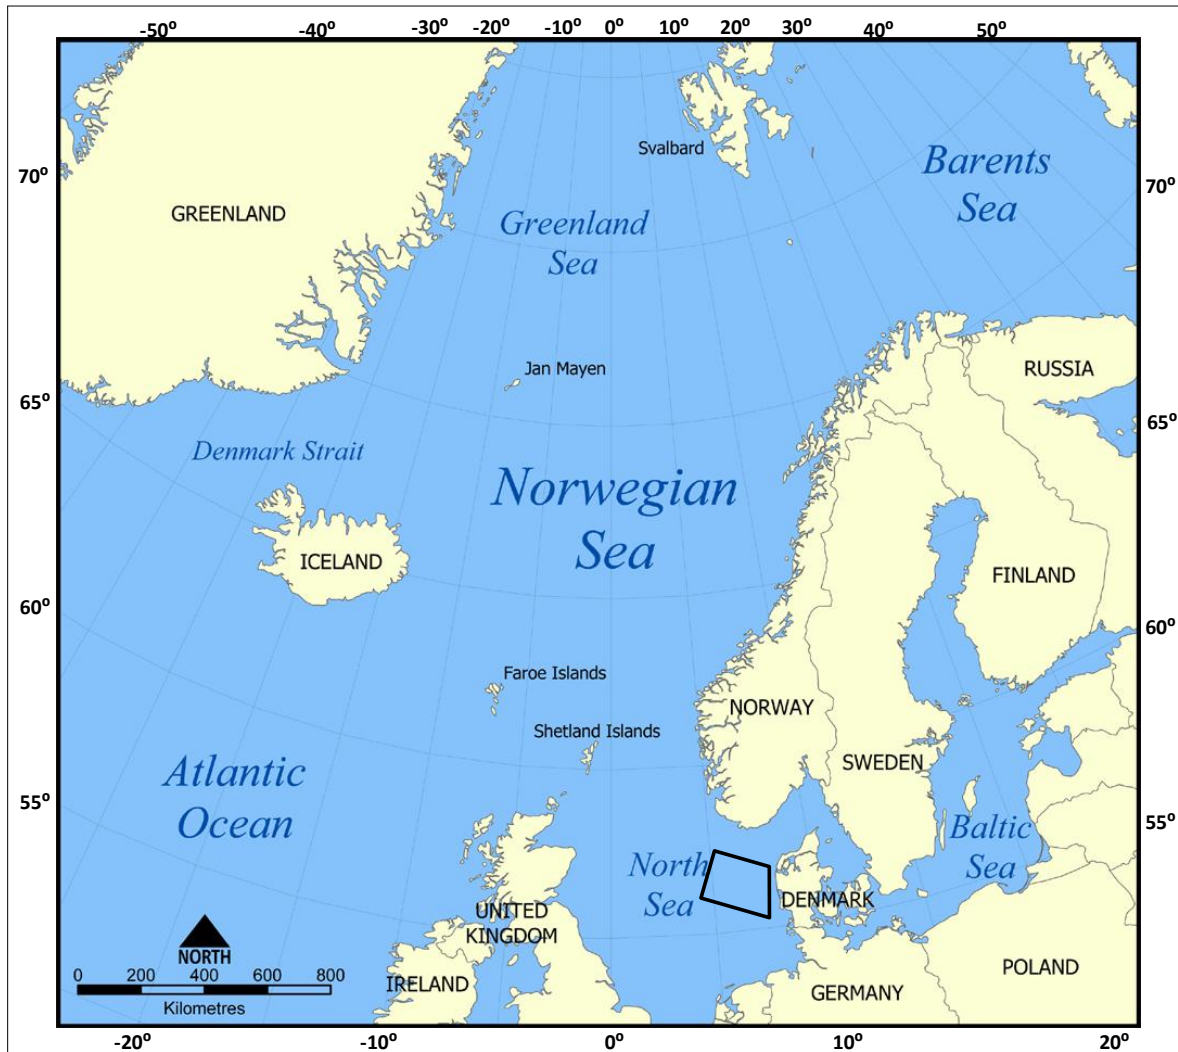 -50º -40º -30º -20º -10º 0º 10º 20º 30º 40º 50º
Svalbard
Barents
Sea
70º
70º
GREENLAND
Greenland
Sea
Jan Mayen
RUSSIA
65º
65º
Denmark Strait
Norwegian
Sea
ICELAND
FINLAND
60º
60º
Faroe Islands
NORWAY
Shetland Islands
SWEDEN
Atlantic
Ocean
55º
55º
Baltic
Sea
North
Sea
DENMARK
UNITED
KINGDOM
NORTH
POLAND
0 200 400 600 800
IRELAND
GERMANY
Kilometres
-20º -10º 0º 10º 20º